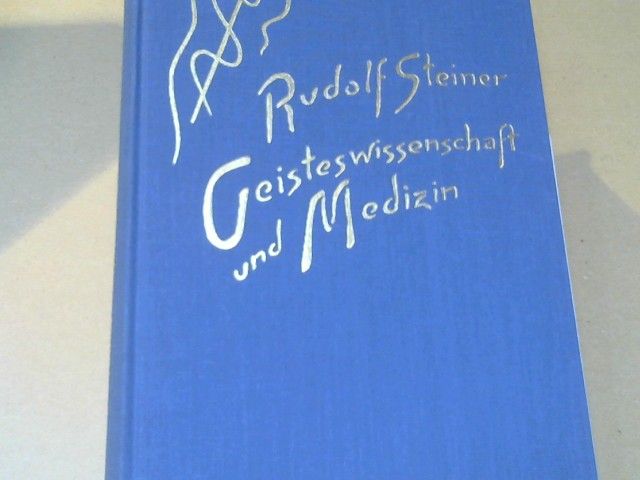 Rudolf Steiner
Geisteswissenschaft
und Medizin